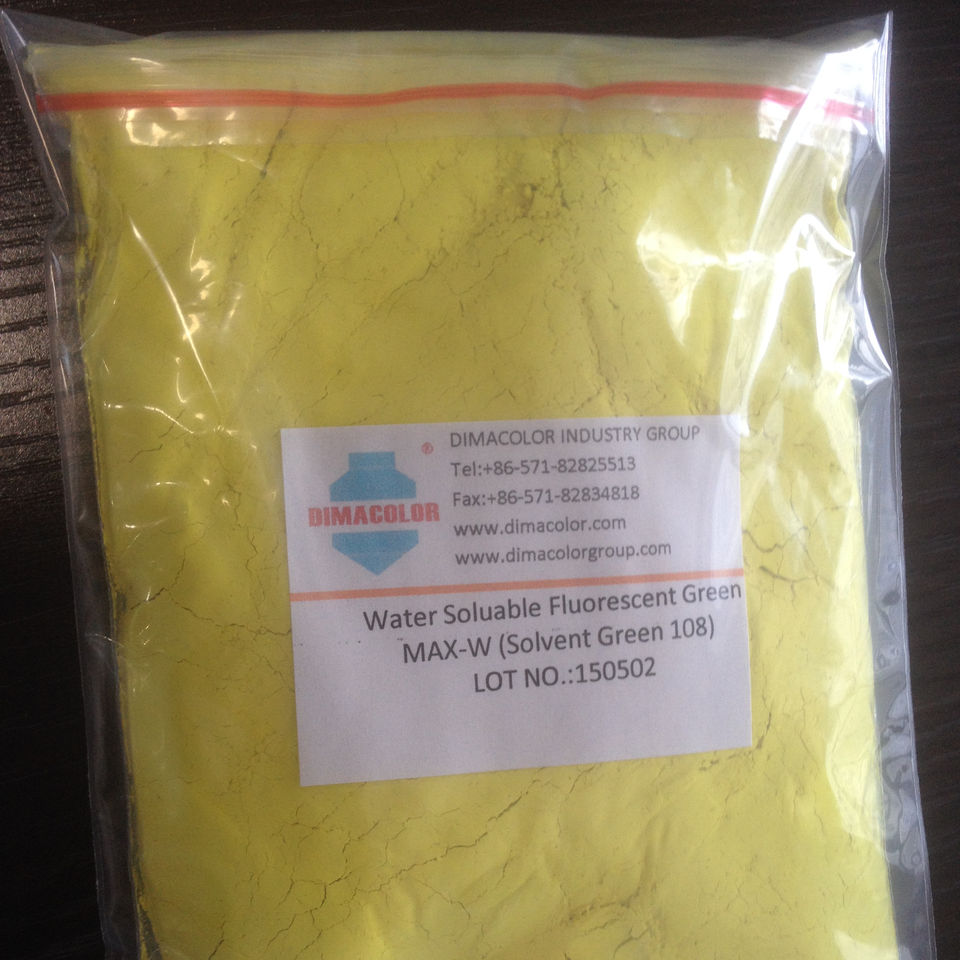 DIMACOLOR INDUSTRY GROUP
Tel:+86-571-82825513
Fax:+86-571-82834818
www.dimacolor.com
www.dimacolorgroup.com
®
DIMACOLOR
Water Soluable Fluorescent Green
MAX-W (Solvent Green 108)
LOT NO.:150502